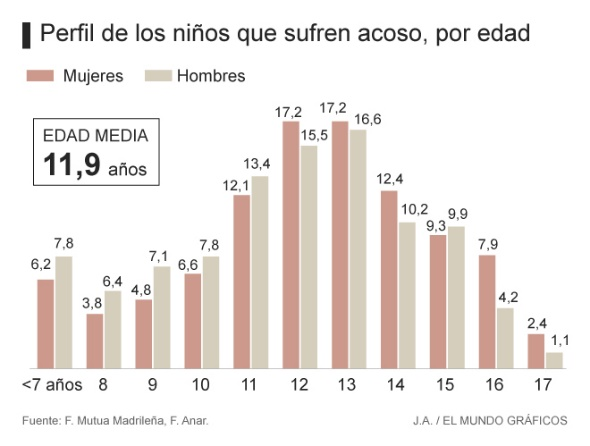 Perfil de los niños que sufren acoso, por edad
Mujeres Hombres
EDAD MEDIA
11,9 años
6,2 7,8 3,8 6,4 4,8 7,1 6,6 7,8 12,1 13,4 17,2 15,5 17,2 16,6 12,4 10,2 9,3 9,9 7,9 4,2 2,4 1,1
<7 años 8 9 10 11 12 13 14 15 16 17
Fuente: F. Mutua Madrileña, F. Anar. J.A. / EL MUNDO GRÁFICOS